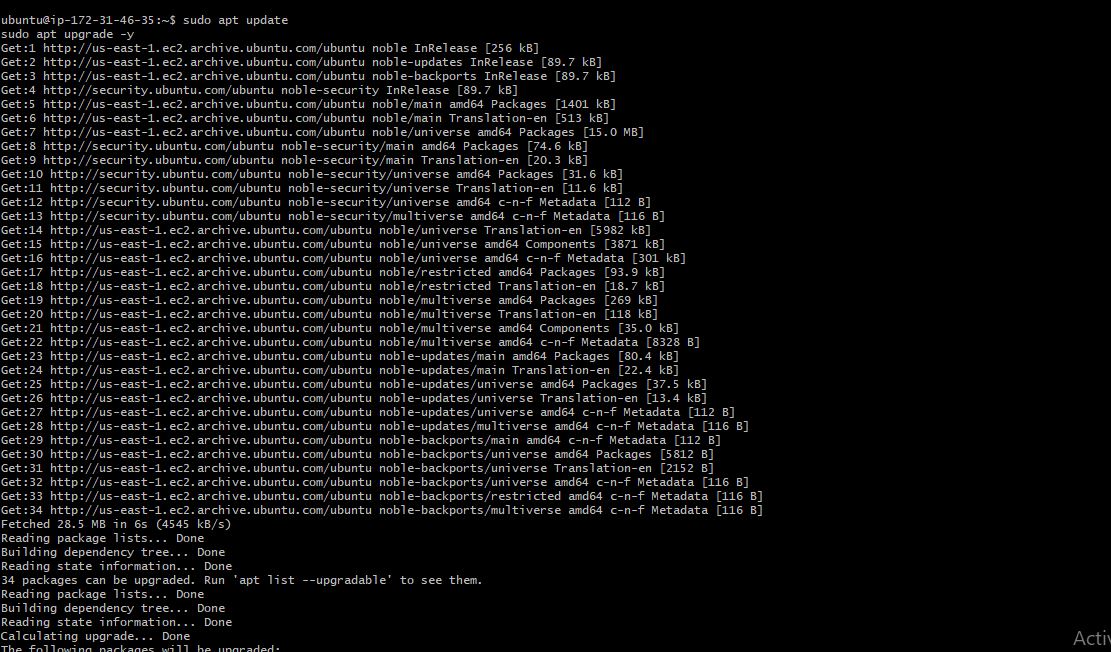 ubuntu@ip-172-31-46-35:~$ sudo apt update
sudo apt upgrade -y
Get:1 http://us-east-1.ec2.archive.ubuntu.com/ubuntu noble InRelease [256 kB]
Get:2 http://us-east-1.ec2.archive.ubuntu.com/ubuntu noble-updates InRelease [89.7 kB]
Get:3 http://us-east-1.ec2.archive.ubuntu.com/ubuntu noble-backports InRelease [89.7 kB]
Get:4 http://security.ubuntu.com/ubuntu noble-security InRelease [89.7 kB]
Get:5 http://us-east-1.ec2.archive.ubuntu.com/ubuntu noble/main amd64 Packages [1401 kB]
Get:6 http://us-east-1.ec2.archive.ubuntu.com/ubuntu noble/main Translation-en [513 kB]
Get:7 http://us-east-1.ec2.archive.ubuntu.com/ubuntu noble/universe amd64 Packages [15.0 MB]
Get:8 http://security.ubuntu.com/ubuntu noble-security/main amd64 Packages [74.6 kB]
Get:9 http://security.ubuntu.com/ubuntu noble-security/main Translation-en [20.3 kB]
Get:10 http://security.ubuntu.com/ubuntu noble-security/universe amd64 Packages [31.6 kB]
Get:11 http://security.ubuntu.com/ubuntu noble-security/universe Translation-en [11.6 kB]
Get:12 http://security.ubuntu.com/ubuntu noble-security/universe amd64 c-n-f Metadata [112 B]
Get:13 http://security.ubuntu.com/ubuntu noble-security/multiverse amd64 c-n-f Metadata [116 B]
Get:14 http://us-east-1.ec2.archive.ubuntu.com/ubuntu noble/universe Translation-en [5982 kB]
Get:15 http://us-east-1.ec2.archive.ubuntu.com/ubuntu noble/universe amd64 Components [3871 kB]
Get:16 http://us-east-1.ec2.archive.ubuntu.com/ubuntu noble/universe amd64 c-n-f Metadata [301 kB]
Get:17 http://us-east-1.ec2.archive.ubuntu.com/ubuntu noble/restricted amd64 Packages [93.9 kB]
Get:18 http://us-east-1.ec2.archive.ubuntu.com/ubuntu noble/restricted Translation-en [18.7 kB]
Get:19 http://us-east-1.ec2.archive.ubuntu.com/ubuntu noble/multiverse amd64 Packages [269 kB]
Get:20 http://us-east-1.ec2.archive.ubuntu.com/ubuntu noble/multiverse Translation-en [118 kB]
Get:21 http://us-east-1.ec2.archive.ubuntu.com/ubuntu noble/multiverse amd64 Components [35.0 kB]
Get:22 http://us-east-1.ec2.archive.ubuntu.com/ubuntu noble/multiverse amd64 c-n-f Metadata [8328 B]
Get:23 http://us-east-1.ec2.archive.ubuntu.com/ubuntu noble-updates/main amd64 Packages [80.4 kB]
Get:24 http://us-east-1.ec2.archive.ubuntu.com/ubuntu noble-updates/main Translation-en [22.4 kB]
Get:25 http://us-east-1.ec2.archive.ubuntu.com/ubuntu noble-updates/universe amd64 Packages [37.5 kB]
Get:26 http://us-east-1.ec2.archive.ubuntu.com/ubuntu noble-updates/universe Translation-en [13.4 kB]
Get:27 http://us-east-1.ec2.archive.ubuntu.com/ubuntu noble-updates/universe amd64 c-n-f Metadata [112 B]
Get:28 http://us-east-1.ec2.archive.ubuntu.com/ubuntu noble-updates/multiverse amd64 c-n-f Metadata [116 B]
Get:29 http://us-east-1.ec2.archive.ubuntu.com/ubuntu noble-backports/main amd64 c-n-f Metadata [112 B]
Get:30 http://us-east-1.ec2.archive.ubuntu.com/ubuntu noble-backports/universe amd64 Packages [5812 B]
Get:31 http://us-east-1.ec2.archive.ubuntu.com/ubuntu noble-backports/universe Translation-en [2152 B]
Get:32 http://us-east-1.ec2.archive.ubuntu.com/ubuntu noble-backports/universe amd64 c-n-f Metadata [116 B]
Get:33 http://us-east-1.ec2.archive.ubuntu.com/ubuntu noble-backports/restricted amd64 c-n-f Metadata [116 B]
Get:34 http://us-east-1.ec2.archive.ubuntu.com/ubuntu noble-backports/multiverse amd64 c-n-f Metadata [116 B]
Fetched 28.5 MB in 6s (4545 kB/s)
Reading package lists... Done
Building dependency tree... Done
Reading state information... Done
34 packages can be upgraded. Run 'apt list --upgradable' to see them.
Reading package lists... Done
Building dependency tree... Done
Reading state information... Done
Calculating upgrade... Done
The following packages will be upgraded:
Activ